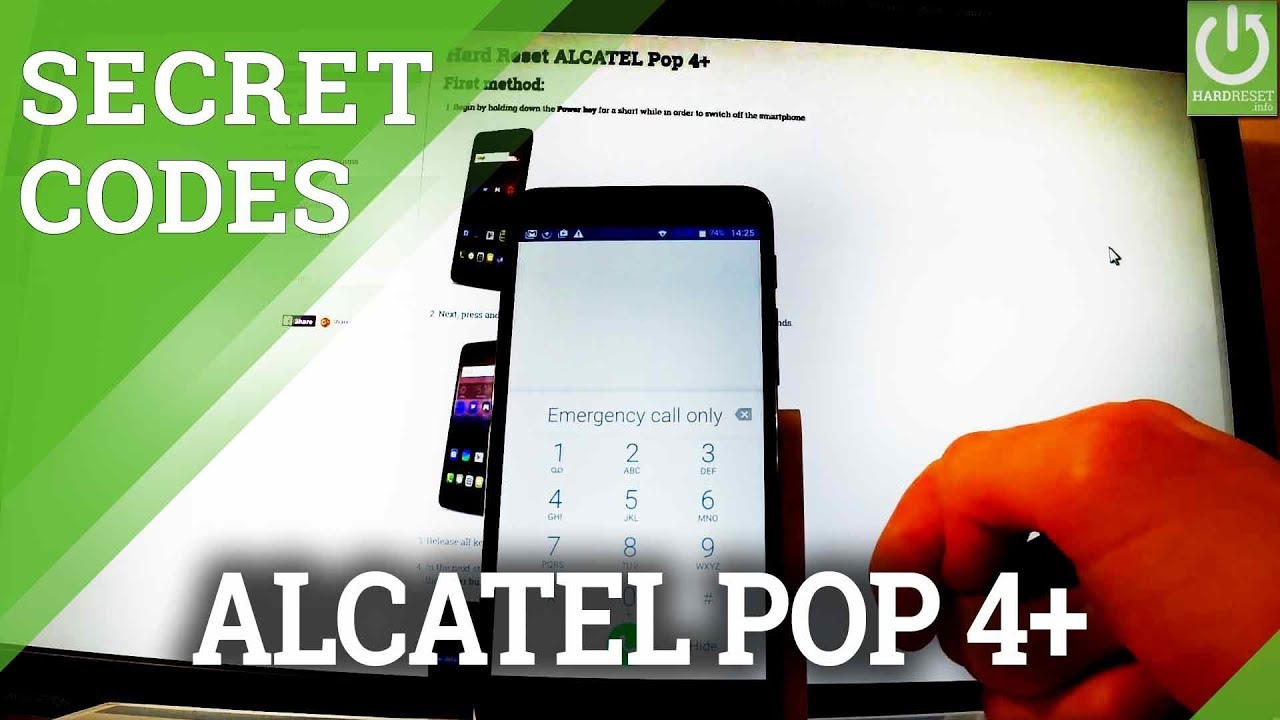 SECRET
CODES
HARDRESET
.info
Hard Reset ALCATEL Pop 4+
First method:
1. Begin by holding down the Power key for a short while in order to switch off the smartphone
2. Next, press and
nds.
Share
share
74% 14:25
Emergency call only
1
2 ABC
3 DEF
4 GHI
5 JKL
6 MNO
7 PQRS
8 TUV
9 WXYZ
0
#
Hide
3. Release all ke
4. In the next st
ALCATEL POP 4+